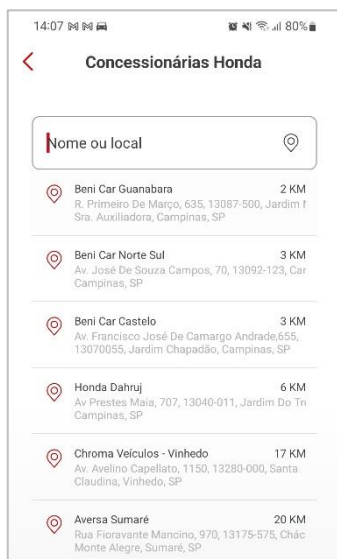 14:07 80%
Concessionárias Honda
Nome ou local
Beni Car Guanabara 2 KM
R. Primeiro De Março, 635, 13087-500, Jardim
Sra. Auxiliadora, Campinas, SP
Beni Car Norte Sul 3 KM
Av. José De Souza Campos, 70, 13092-123, Car
Campinas, SP
Beni Car Castelo 3 KM
Av. Francisco José De Camargo Andrade,655,
13070055, Jardim Chapadão, Campinas, SP
Honda Dahruj 6 KM
Av Prestes Maia, 707, 13040-011, Jardim Do Tre
Campinas, SP
Chroma Veículos - Vinhedo 17 KM
Av. Avelino Capellato, 1150, 13280-000, Santa
Claudina, Vinhedo, SP
Aversa Sumaré 20 KM
Rua Fioravante Mancino, 970, 13175-575, Chác
Monte Alegre, Sumaré, SP